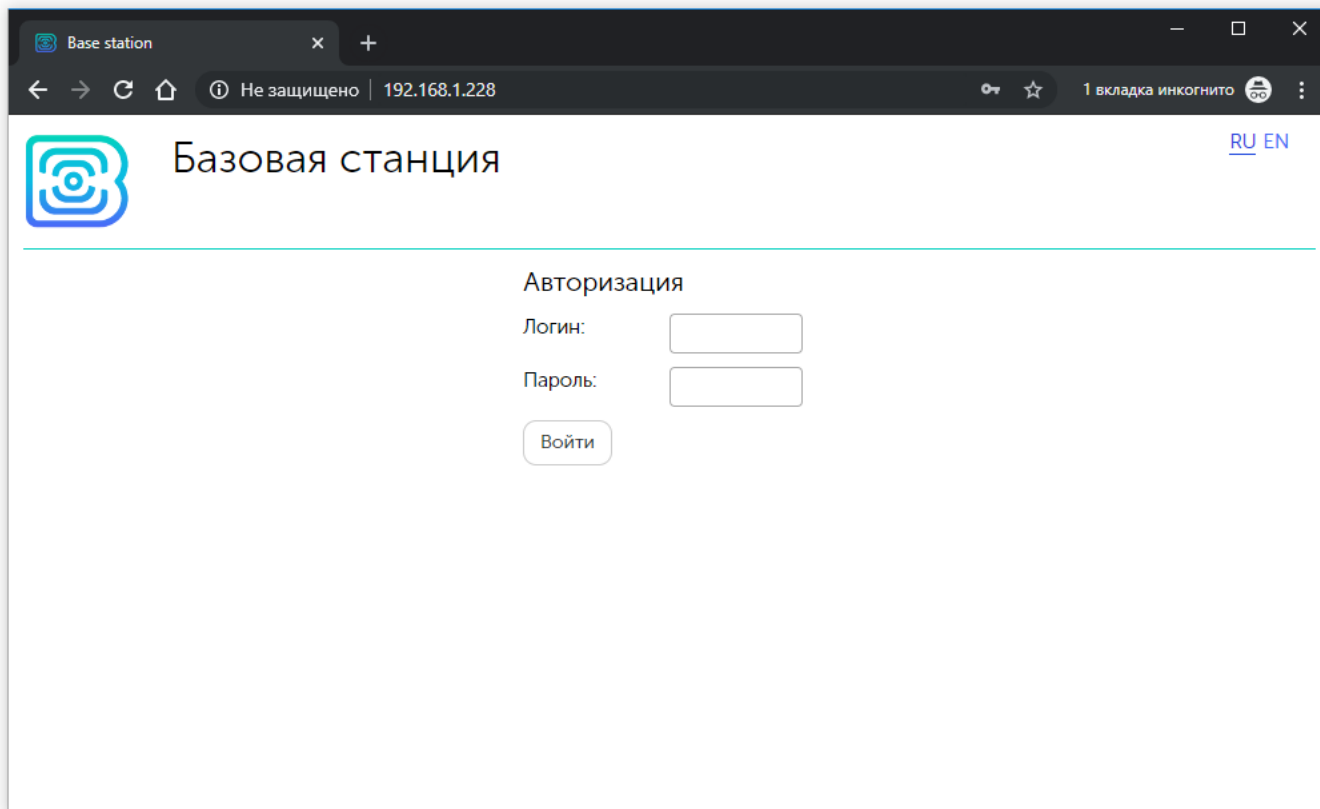 Base station
Не защищено 192.168.1.228 1 вкладка инкогнито
Базовая станция
RU EN
Авторизация
Логин:
Пароль:
Войти